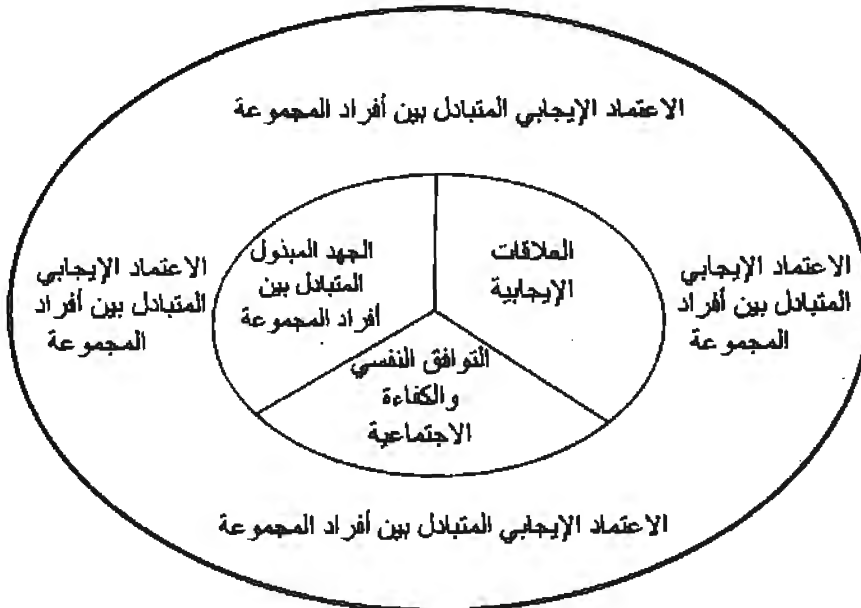 الاعتماد الإيجابي المتبادل بين أفراد المجموعة
العلاقات
الإيجابية
الجهد المبذول
المتبادل بين
أفراد المجموعة
التوافق النفسي
والكفاءة
الاجتماعية
الاعتماد الإيجابي
المتبادل بين أفراد
المجموعة
الاعتماد الإيجابي
المتبادل بين أفراد
المجموعة
الاعتماد الإيجابي المتبادل بين أفراد المجموعة